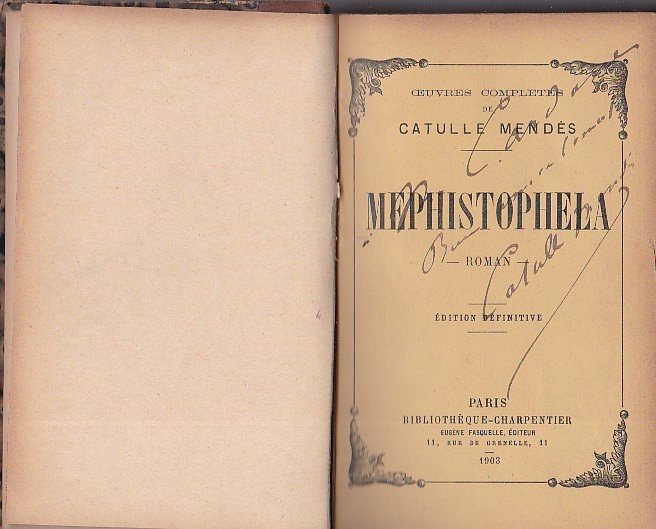 ŒUVRES COMPLÈTES
DE
CATULLE MENDÈS
MEPHISTOPHELA
— ROMAN —
ÉDITION DÉFINITIVE
Catulle
PARIS
BIBLIOTHÈQUE-CHARPENTIER
EUGÈNE FASQUELLE, ÉDITEUR
11, RUE DE GRENELLE, 11
1903